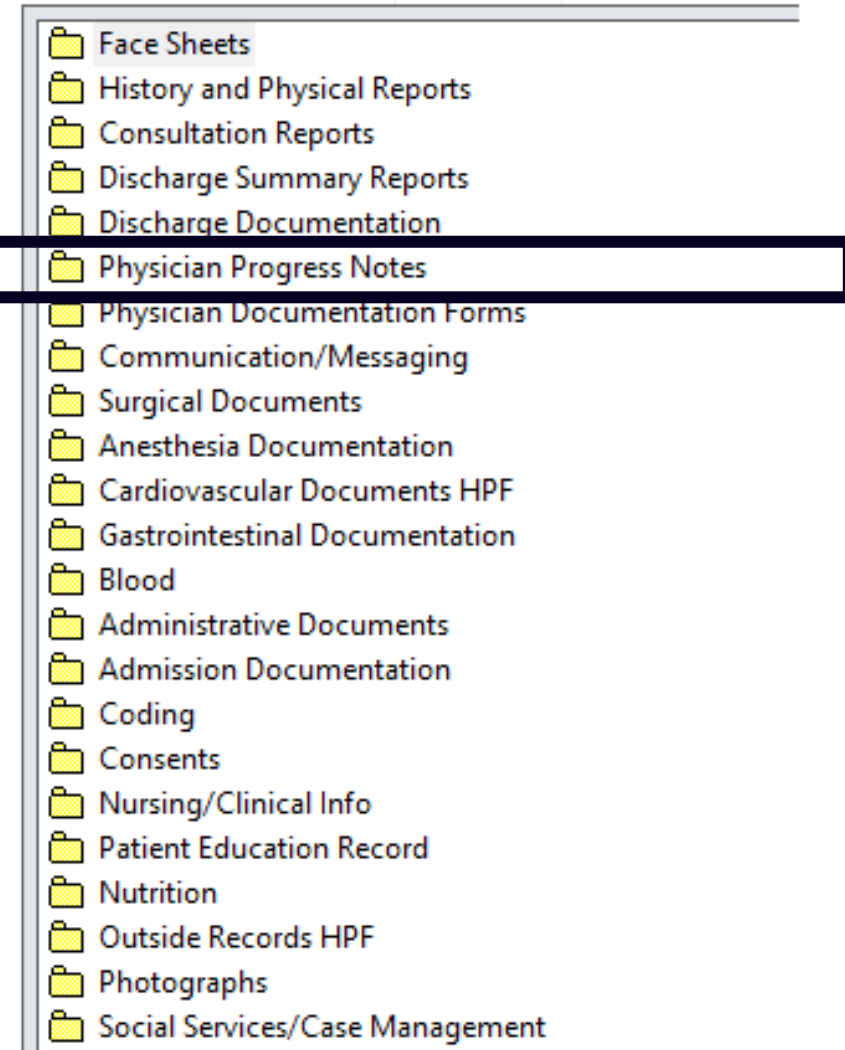 Face Sheets
History and Physical Reports
Consultation Reports
Discharge Summary Reports
Discharge Documentation
Physician Progress Notes
Physician Documentation Forms
Communication/Messaging
Surgical Documents
Anesthesia Documentation
Cardiovascular Documents HPF
Gastrointestinal Documentation
Blood
Administrative Documents
Admission Documentation
Coding
Consents
Nursing/Clinical Info
Patient Education Record
Nutrition
Outside Records HPF
Photographs
Social Services/Case Management